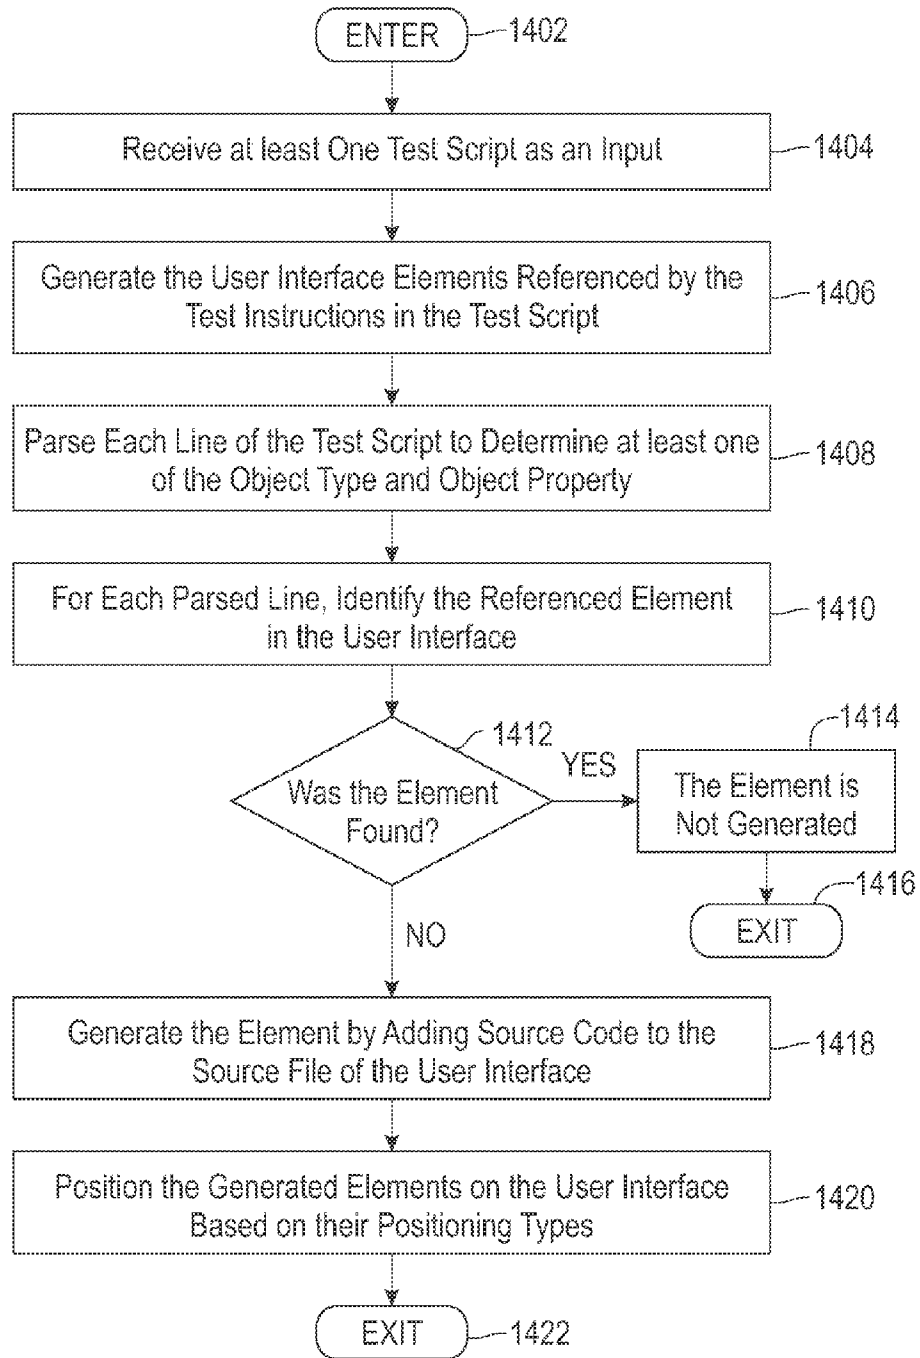 ENTER
1402
Receive at least One Test Script as an Input
1404
Generate the User Interface Elements Referenced by the
Test Instructions in the Test Script
1406
Parse Each Line of the Test Script to Determine at least one
of the Object Type and Object Property
1408
For Each Parsed Line, Identify the Referenced Element
in the User Interface
1410
1412
Was the Element
Found?
YES
1414
The Element is
Not Generated
1416
EXIT
NO
Generate the Element by Adding Source Code to the
Source File of the User Interface
1418
Position the Generated Elements on the User Interface
Based on their Positioning Types
1420
EXIT
1422